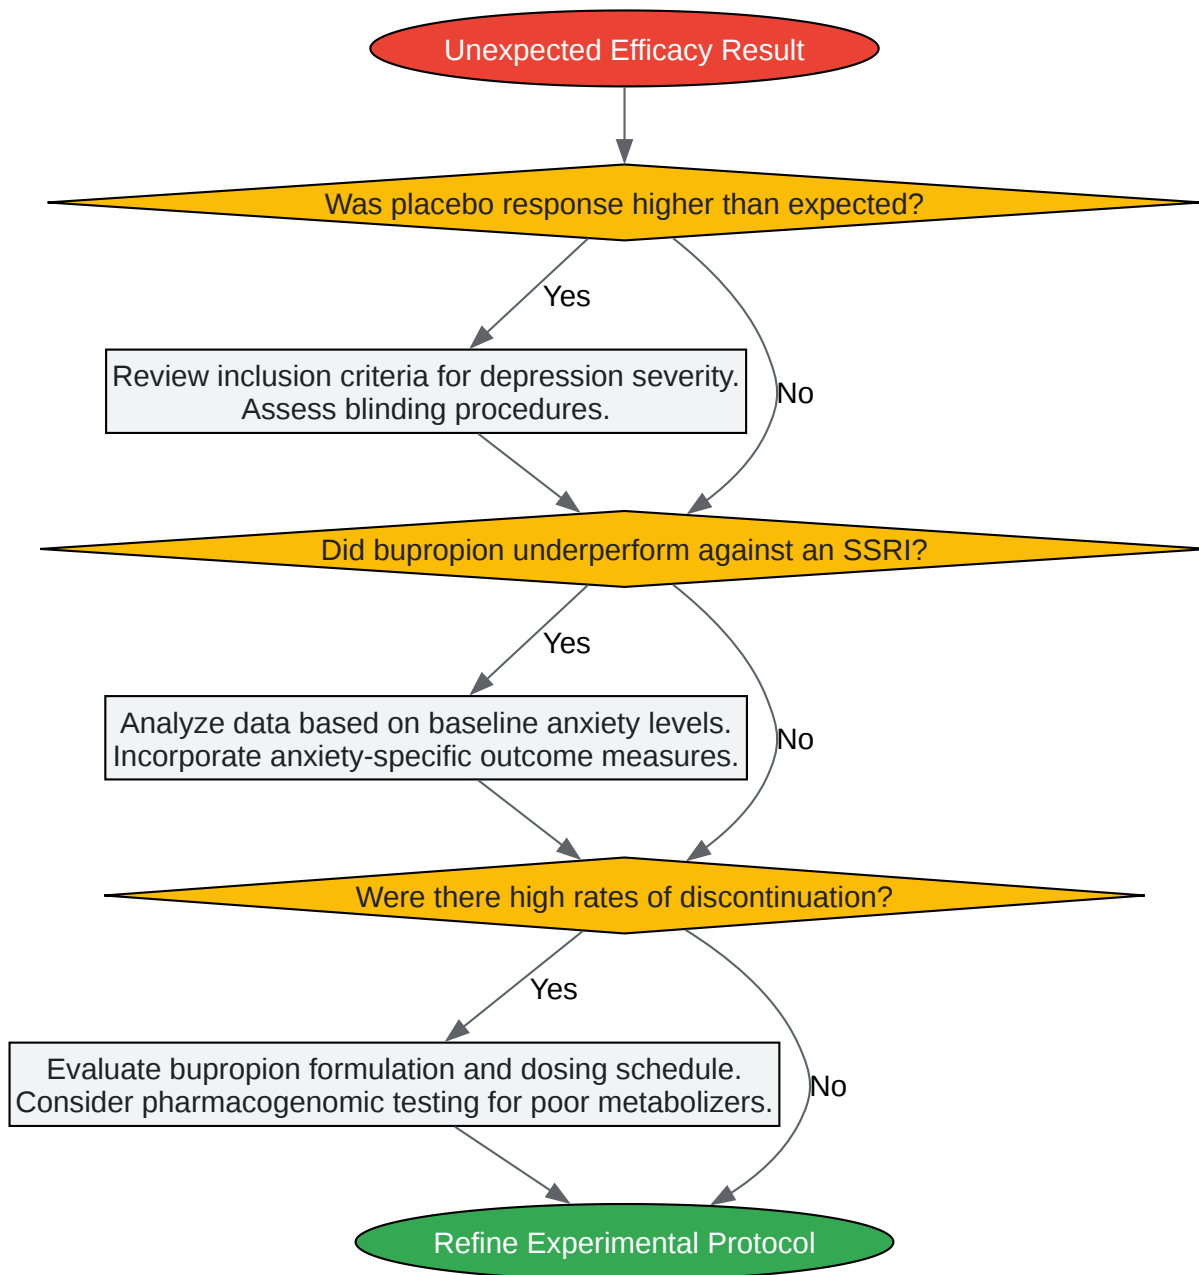 Unexpected Efficacy Result
Was placebo response higher than expected?
Yes
Review inclusion criteria for depression severity.
Assess blinding procedures.
No
Did bupropion underperform against an SSRI?
Yes
Analyze data based on baseline anxiety levels.
Incorporate anxiety-specific outcome measures.
No
Were there high rates of discontinuation?
Yes
Evaluate bupropion formulation and dosing schedule.
Consider pharmacogenomic testing for poor metabolizers.
No
Refine Experimental Protocol